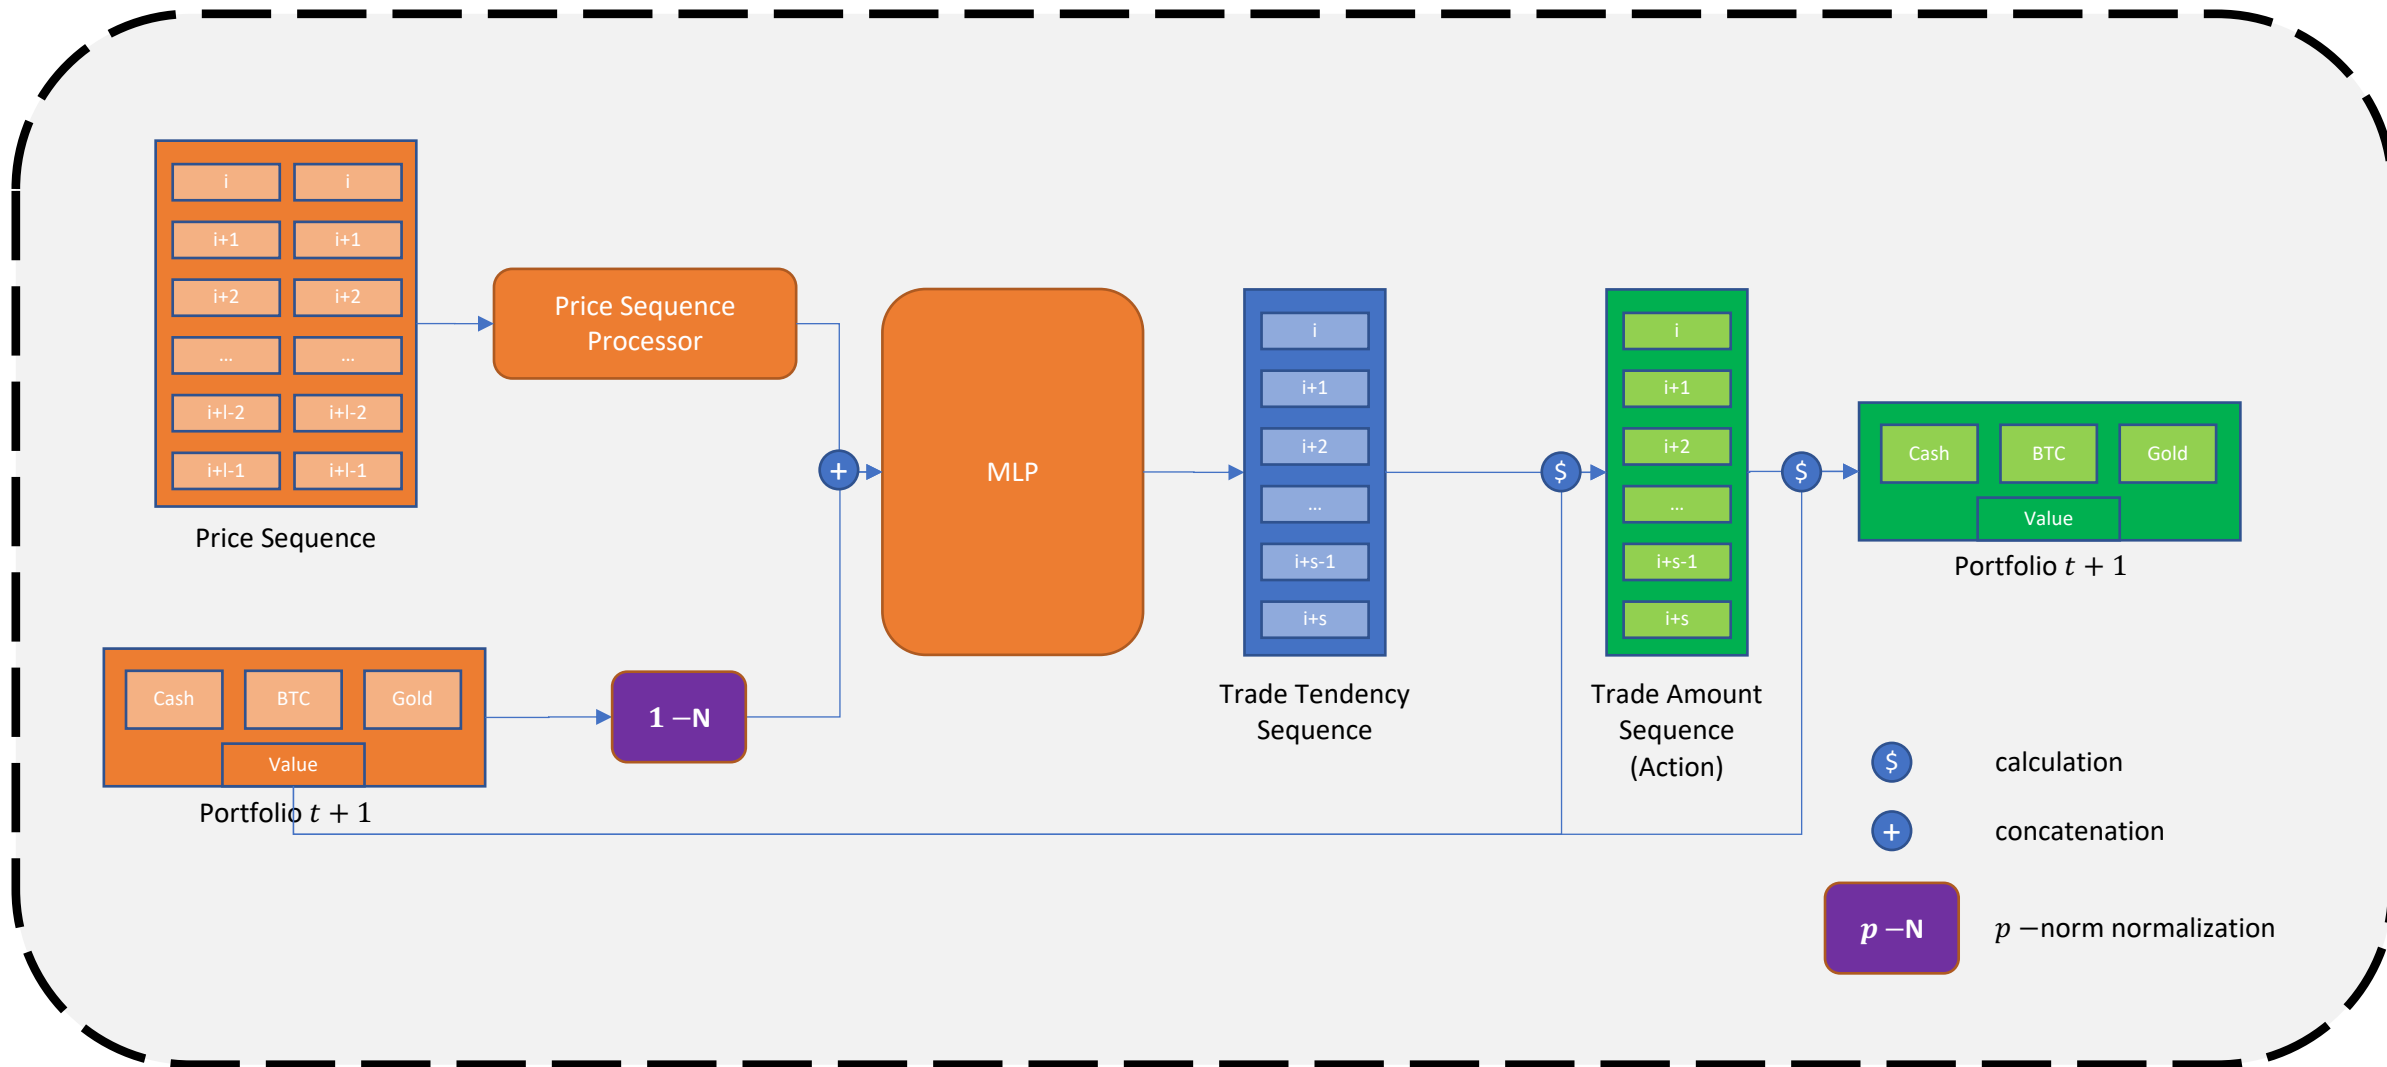 i i
i+1 i+1
i+2 i+2
... ...
i+l-2 i+l-2
i+l-1 i+l-1
Price Sequence
Price Sequence
Processor
Cash BTC Gold
Value
Portfolio t + 1
1 −N
+
MLP
i
i+1
i+2
...
i+s-1
i+s
Trade Tendency
Sequence
$
i
i+1
i+2
...
i+s-1
i+s
Trade Amount
Sequence
(Action)
$
Cash BTC Gold
Value
Portfolio t + 1
$ calculation
+ concatenation
p −N p −norm normalization